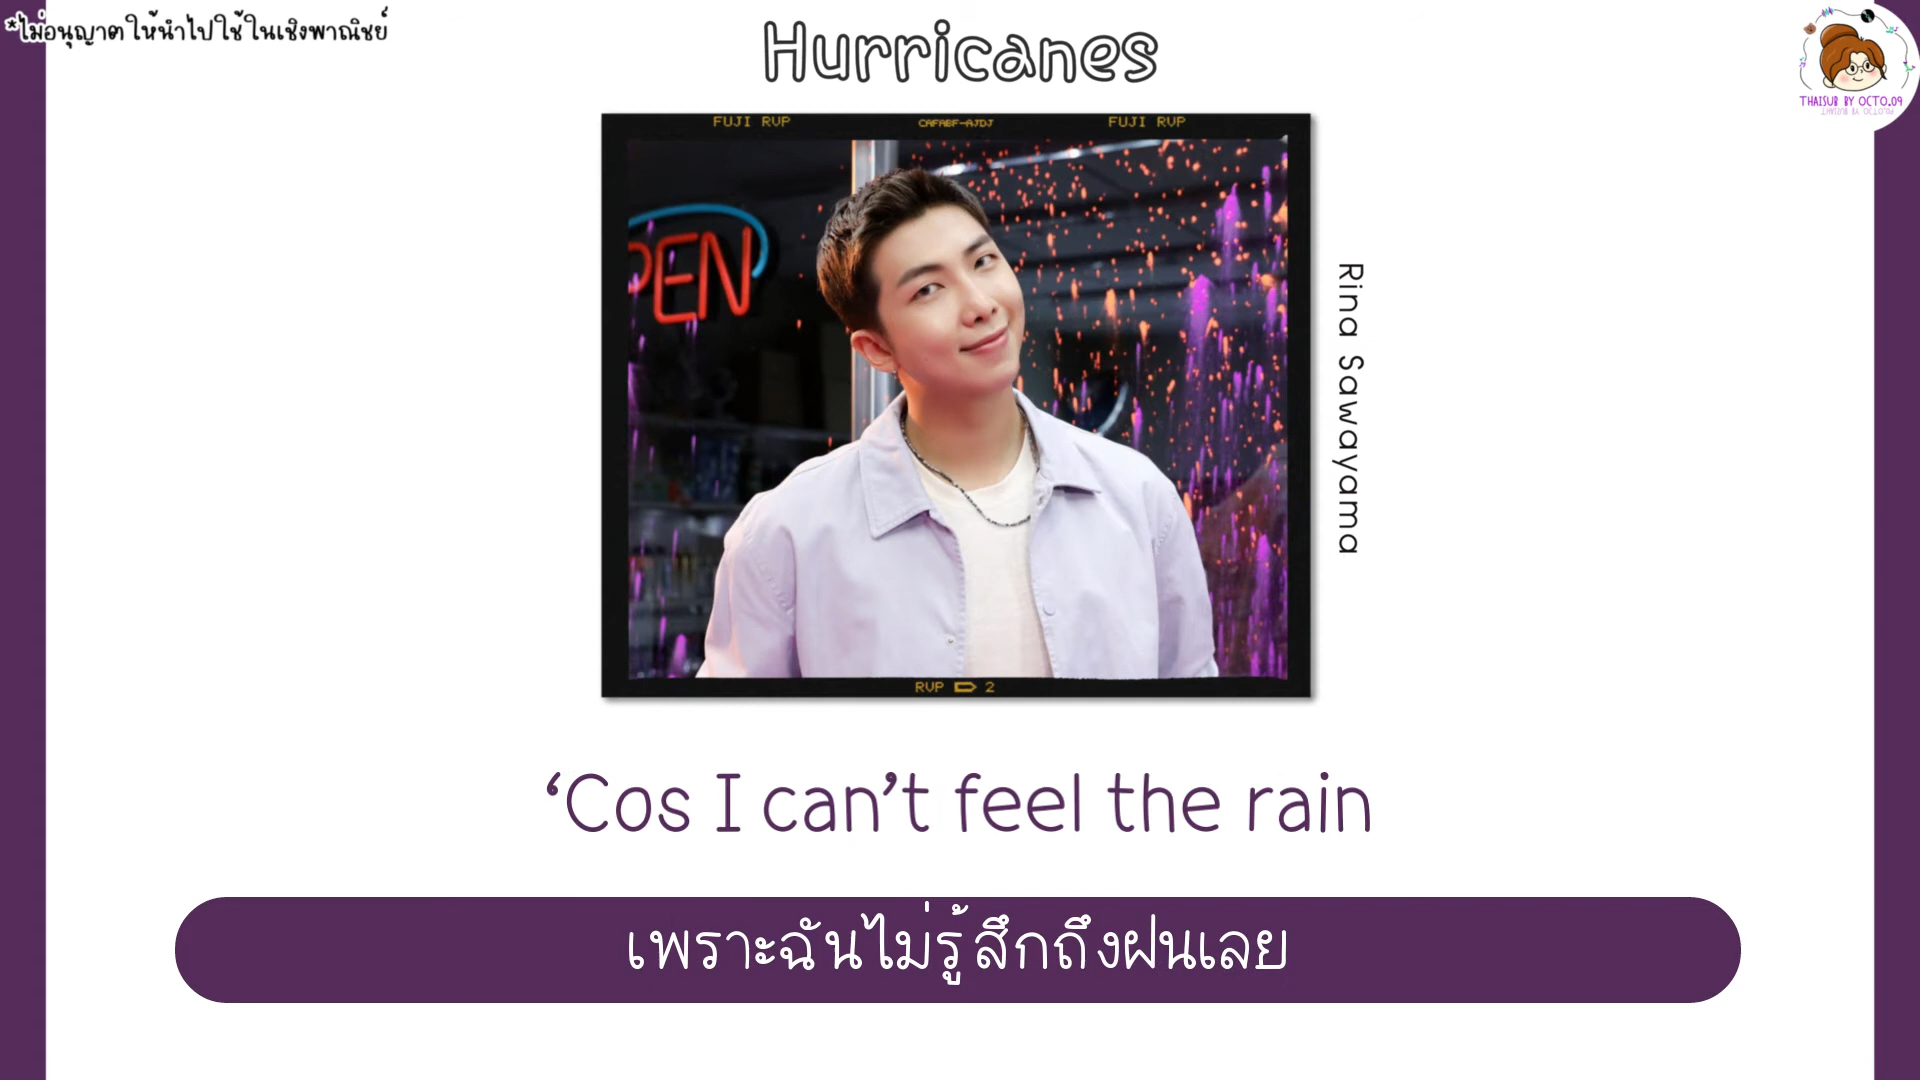 *ไม่อนุญาตให้นำไปใช้ในเชิงพาณิชย์
Hurricanes
THAISUB BY OCTO.09
FUJI RVP
CAFABF-AJDJ
FUJI RVP
PEN
Rina Sawayama
RVP 2
‘Cos I can’t feel the rain
เพราะฉันไม่รู้สึกถึงฝนเลย